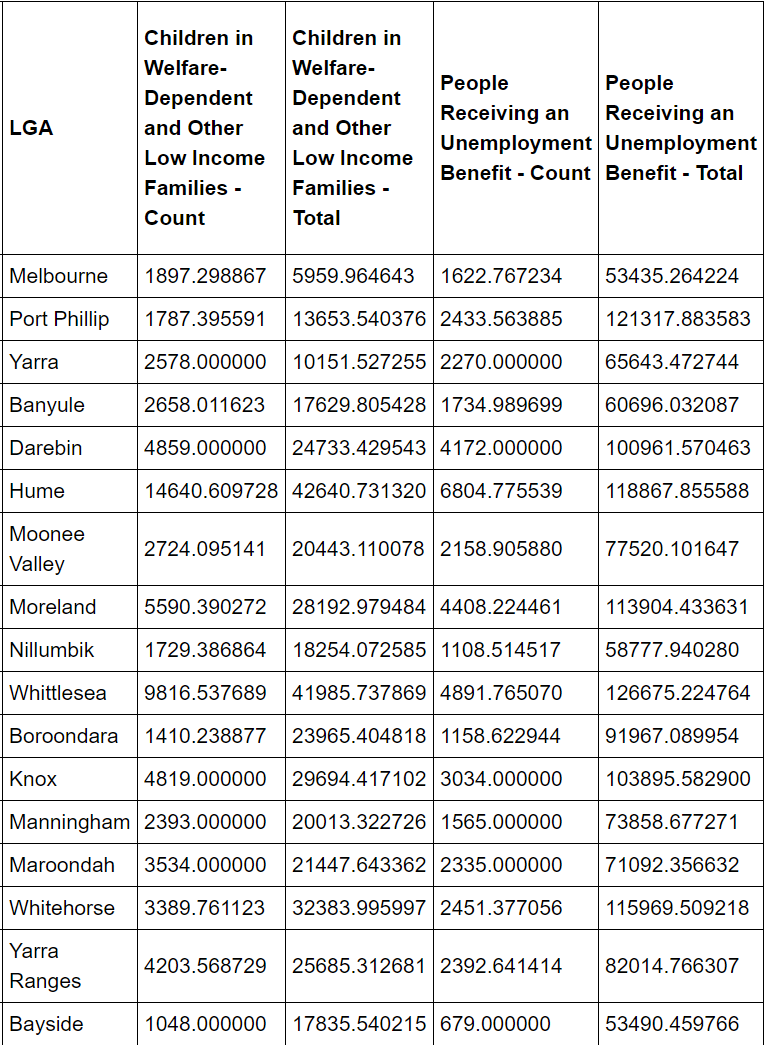 LGA | Children in Welfare-Dependent and Other Low Income Families - Count | Children in Welfare-Dependent and Other Low Income Families - Total | People Receiving an Unemployment Benefit - Count | People Receiving an Unemployment Benefit - Total
Melbourne | 1897.298867 | 5959.964643 | 1622.767234 | 53435.264224
Port Phillip | 1787.395591 | 13653.540376 | 2433.563885 | 121317.883583
Yarra | 2578.000000 | 10151.527255 | 2270.000000 | 65643.472744
Banyule | 2658.011623 | 17629.805428 | 1734.989699 | 60696.032087
Darebin | 4859.000000 | 24733.429543 | 4172.000000 | 100961.570463
Hume | 14640.609728 | 42640.731320 | 6804.775539 | 118867.855588
Moonee Valley | 2724.095141 | 20443.110078 | 2158.905880 | 77520.101647
Moreland | 5590.390272 | 28192.979484 | 4408.224461 | 113904.433631
Nillumbik | 1729.386864 | 18254.072585 | 1108.514517 | 58777.940280
Whittlesea | 9816.537689 | 41985.737869 | 4891.765070 | 126675.224764
Boroondara | 1410.238877 | 23965.404818 | 1158.622944 | 91967.089954
Knox | 4819.000000 | 29694.417102 | 3034.000000 | 103895.582900
Manningham | 2393.000000 | 20013.322726 | 1565.000000 | 73858.677271
Maroondah | 3534.000000 | 21447.643362 | 2335.000000 | 71092.356632
Whitehorse | 3389.761123 | 32383.995997 | 2451.377056 | 115969.509218
Yarra Ranges | 4203.568729 | 25685.312681 | 2392.641414 | 82014.766307
Bayside | 1048.000000 | 17835.540215 | 679.000000 | 53490.459766